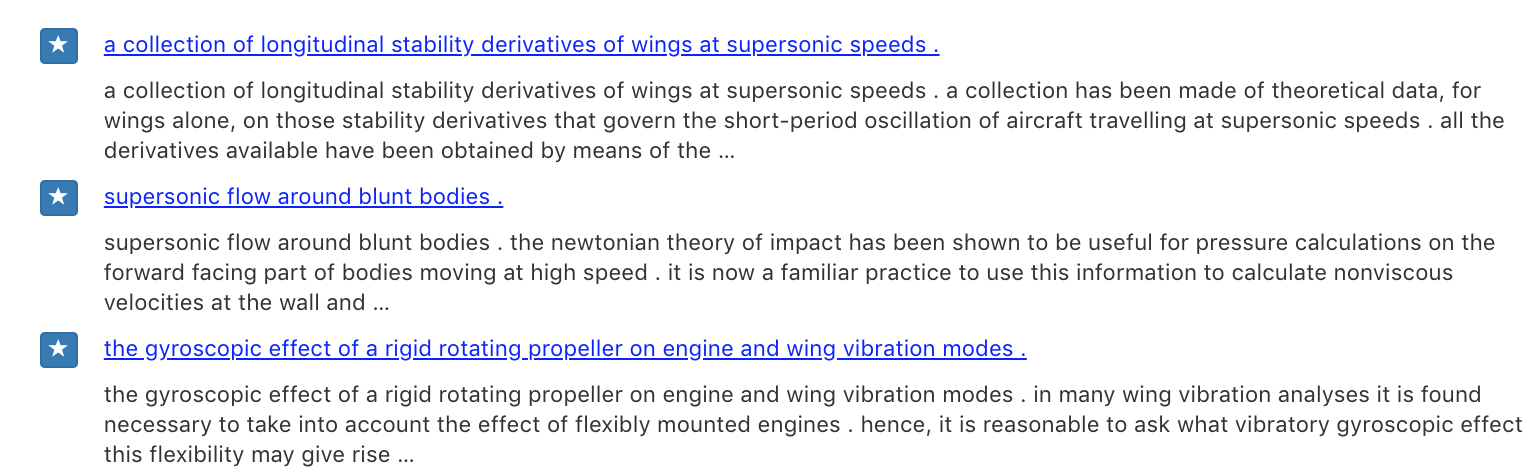 a collection of longitudinal stability derivatives of wings at supersonic speeds .
a collection of longitudinal stability derivatives of wings at supersonic speeds . a collection has been made of theoretical data, for
wings alone, on those stability derivatives that govern the short-period oscillation of aircraft travelling at supersonic speeds . all the
derivatives available have been obtained by means of the ...
supersonic flow around blunt bodies .
supersonic flow around blunt bodies . the newtonian theory of impact has been shown to be useful for pressure calculations on the
forward facing part of bodies moving at high speed . it is now a familiar practice to use this information to calculate nonviscous
velocities at the wall and ...
the gyroscopic effect of a rigid rotating propeller on engine and wing vibration modes .
the gyroscopic effect of a rigid rotating propeller on engine and wing vibration modes . in many wing vibration analyses it is found
necessary to take into account the effect of flexibly mounted engines . hence, it is reasonable to ask what vibratory gyroscopic effect
this flexibility may give rise ...